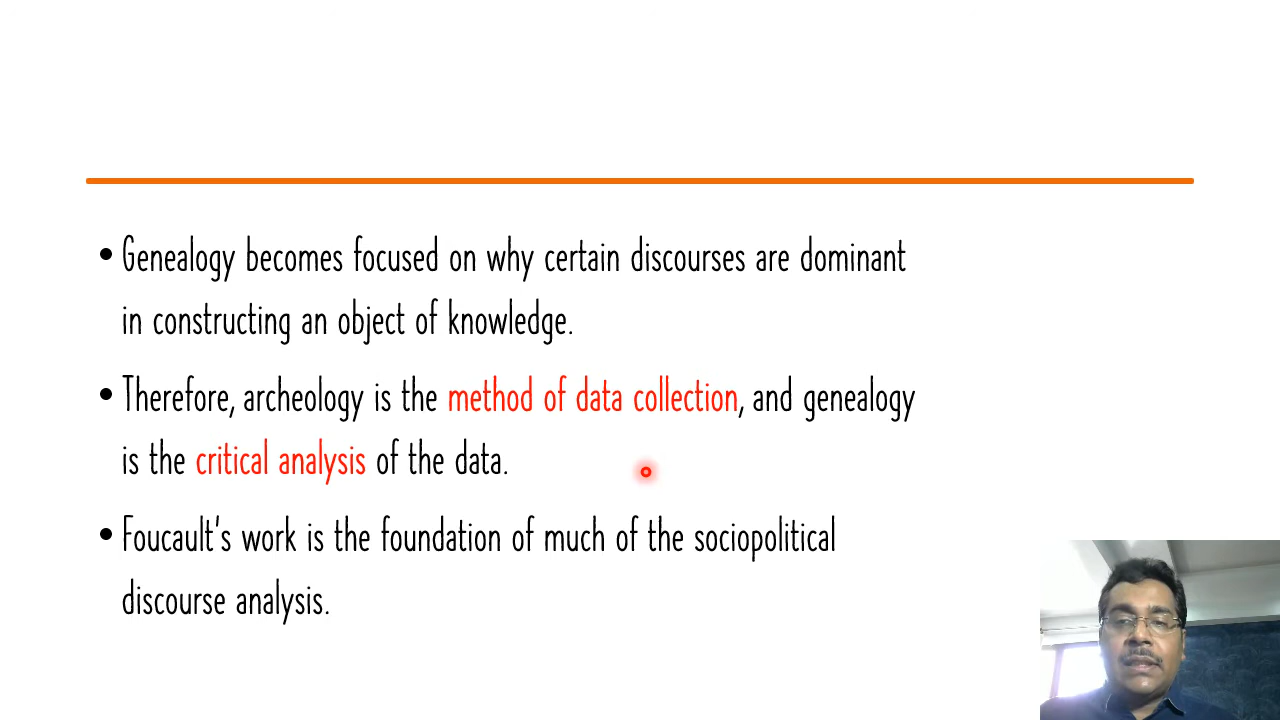 • Genealogy becomes focused on why certain discourses are dominant
in constructing an object of knowledge.
• Therefore, archeology is the method of data collection, and genealogy
is the critical analysis of the data.
• Foucault's work is the foundation of much of the sociopolitical
discourse analysis.